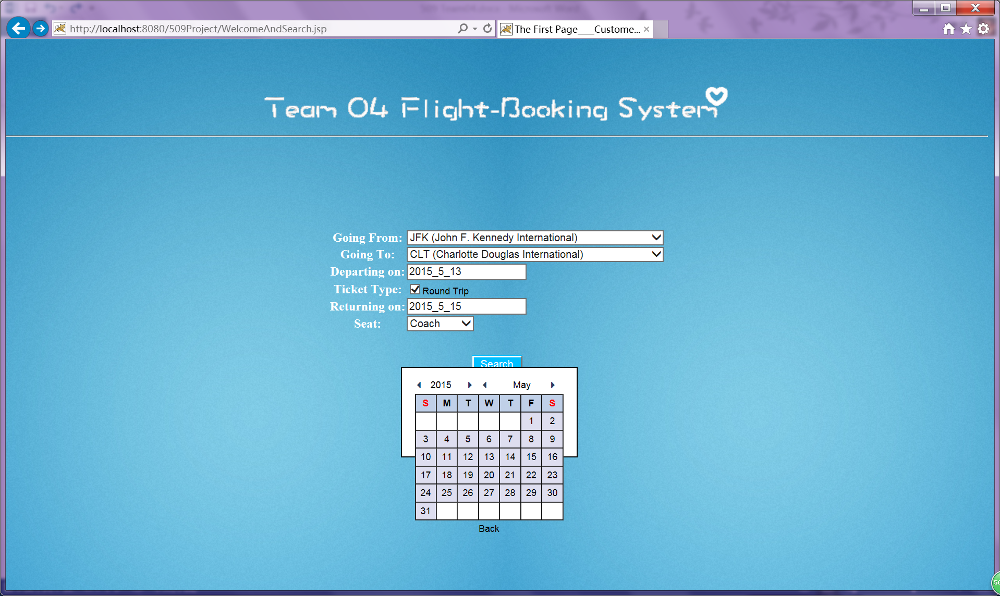 http://localhost:8080/509Project/WelcomeAndSearch.jsp
The First Page___Custome...
Team 04 Flight-Booking System
Going From: JFK (John F. Kennedy International)
Going To: CLT (Charlotte Douglas International)
Departing on: 2015_5_13
Ticket Type: Round Trip
Returning on: 2015_5_15
Seat: Coach
Search
2015 May
S M T W T F S
1 2
3 4 5 6 7 8 9
10 11 12 13 14 15 16
17 18 19 20 21 22 23
24 25 26 27 28 29 30
31
Back